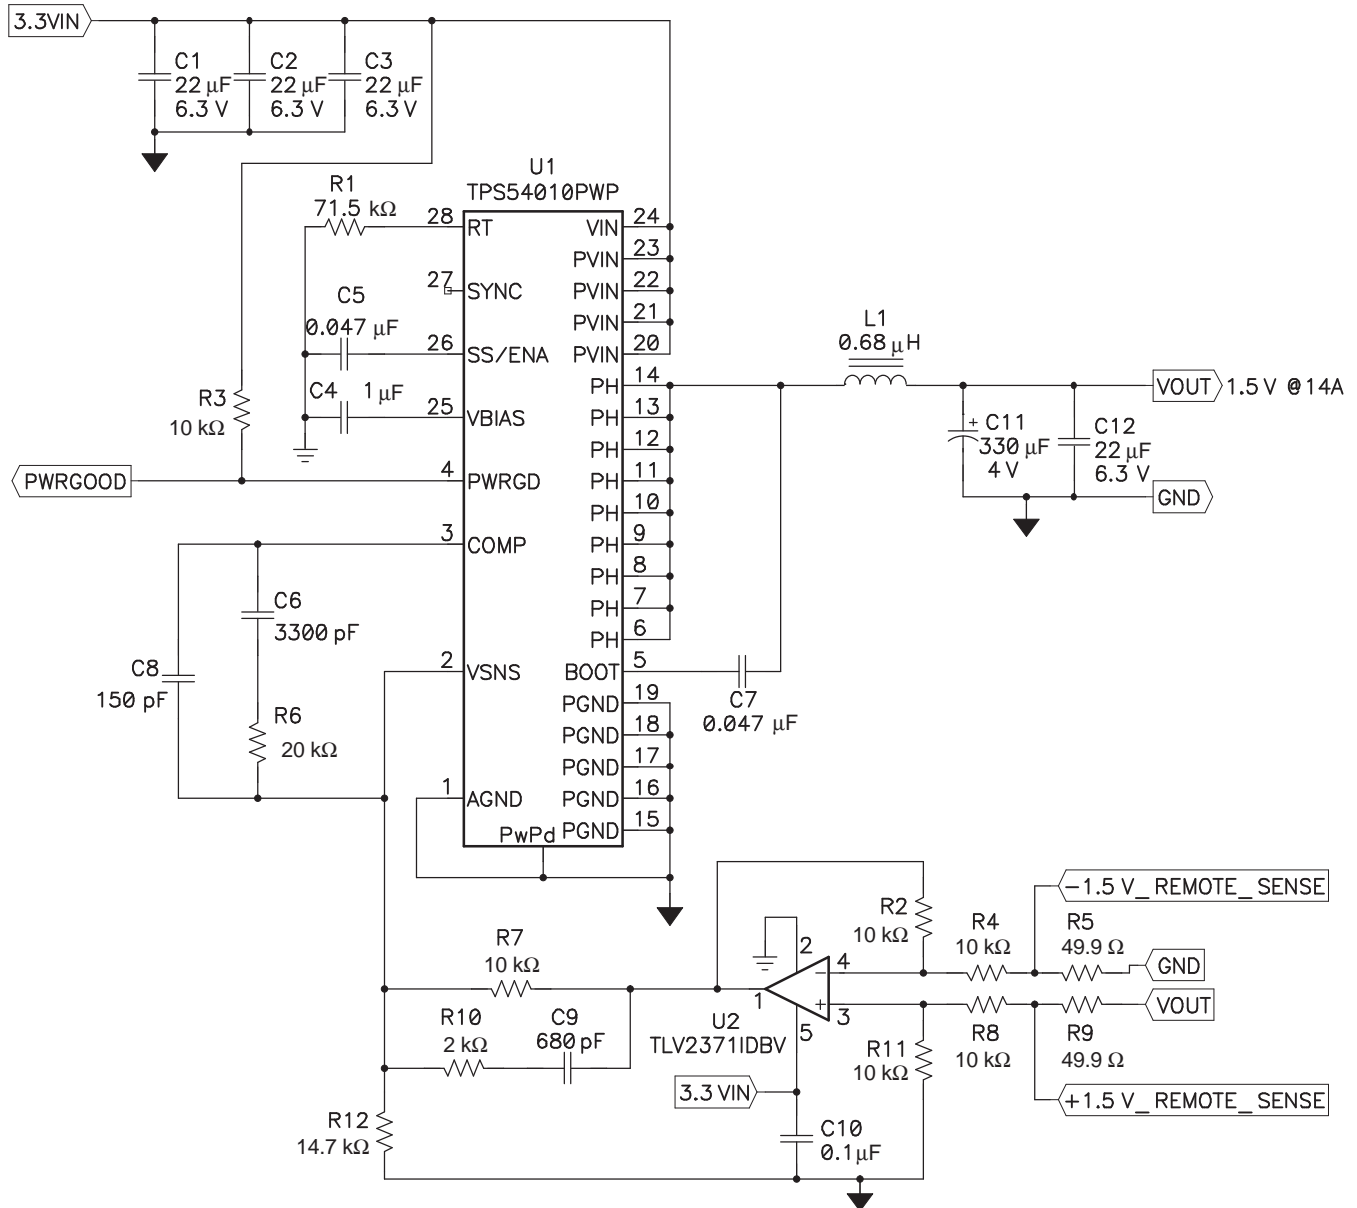 3.3VIN
C1
22 µF
6.3 V
C2
22 µF
6.3 V
C3
22 µF
6.3 V
U1
TPS54010PWP
R1
71.5 kΩ
28
RT
27
SYNC
C5
0.047 µF
26
SS/ENA
C4
1 µF
25
VBIAS
R3
10 kΩ
PWRGOOD
4
PWRGD
3
COMP
C6
3300 pF
C8
150 pF
2
VSNS
R6
20 kΩ
1
AGND
PwPd
VIN
24
PVIN
23
PVIN
22
PVIN
21
PVIN
20
PH
14
PH
13
PH
12
PH
11
PH
10
PH
9
PH
8
PH
7
PH
6
BOOT
5
PGND
19
PGND
18
PGND
17
PGND
16
PGND
15
C7
0.047 µF
L1
0.68 µH
VOUT
1.5 V @14A
+
C11
330 µF
4 V
C12
22 µF
6.3 V
GND
R7
10 kΩ
R10
2 kΩ
C9
680 pF
R12
14.7 kΩ
U2
TLV2371IDBV
1
2
4
−
+
3
5
3.3 VIN
C10
0.1µF
R2
10 kΩ
R4
10 kΩ
R5
49.9 Ω
−1.5 V_REMOTE_SENSE
GND
VOUT
R11
10 kΩ
R8
10 kΩ
R9
49.9 Ω
+1.5 V_REMOTE_SENSE